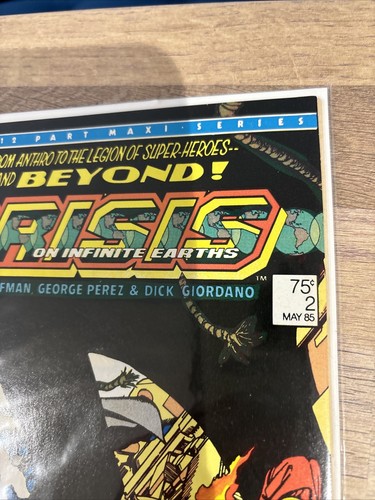 12 PART MAXI-SERIES
FROM ANTHRO TO THE LEGION OF SUPER-HEROES--
AND BEYOND!
RISIS
ON INFINITE EARTHS
TM
FMAN, GEORGE PEREZ & DICK GIORDANO
75¢
2
MAY 85